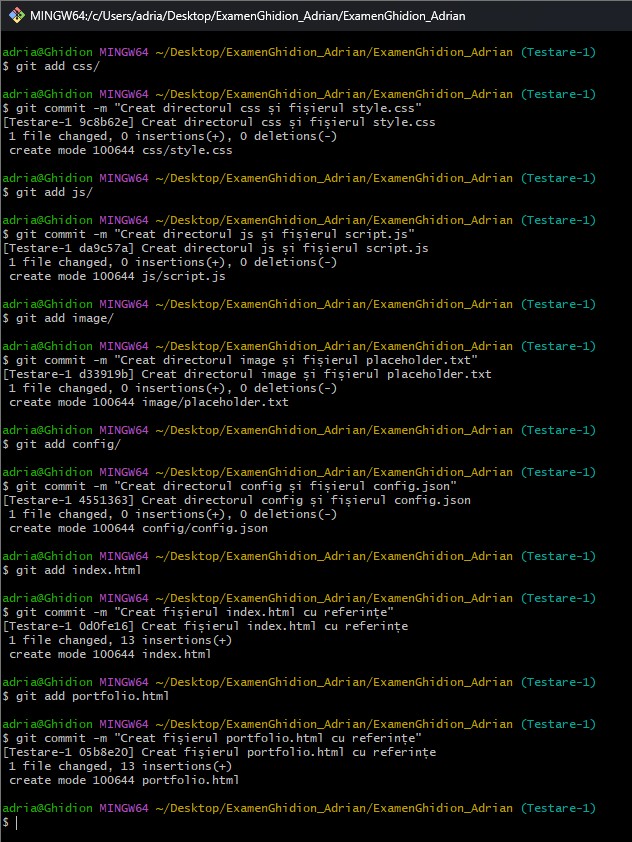 MINGW64:/c/Users/adria/Desktop/ExamenGhidion_Adrian/ExamenGhidion_Adrian
adria@Ghidion MINGW64 ~/Desktop/ExamenGhidion_Adrian/ExamenGhidion_Adrian (Testare-1)
$ git add css/
adria@Ghidion MINGW64 ~/Desktop/ExamenGhidion_Adrian/ExamenGhidion_Adrian (Testare-1)
$ git commit -m "Creat directorul css și fișierul style.css"
[Testare-1 9c8b62e] Creat directorul css și fișierul style.css
 1 file changed, 0 insertions(+), 0 deletions(-)
 create mode 100644 css/style.css
adria@Ghidion MINGW64 ~/Desktop/ExamenGhidion_Adrian/ExamenGhidion_Adrian (Testare-1)
$ git add js/
adria@Ghidion MINGW64 ~/Desktop/ExamenGhidion_Adrian/ExamenGhidion_Adrian (Testare-1)
$ git commit -m "Creat directorul js și fișierul script.js"
[Testare-1 da9c57a] Creat directorul js și fișierul script.js
 1 file changed, 0 insertions(+), 0 deletions(-)
 create mode 100644 js/script.js
adria@Ghidion MINGW64 ~/Desktop/ExamenGhidion_Adrian/ExamenGhidion_Adrian (Testare-1)
$ git add image/
adria@Ghidion MINGW64 ~/Desktop/ExamenGhidion_Adrian/ExamenGhidion_Adrian (Testare-1)
$ git commit -m "Creat directorul image și fișierul placeholder.txt"
[Testare-1 d33919b] Creat directorul image și fișierul placeholder.txt
 1 file changed, 0 insertions(+), 0 deletions(-)
 create mode 100644 image/placeholder.txt
adria@Ghidion MINGW64 ~/Desktop/ExamenGhidion_Adrian/ExamenGhidion_Adrian (Testare-1)
$ git add config/
adria@Ghidion MINGW64 ~/Desktop/ExamenGhidion_Adrian/ExamenGhidion_Adrian (Testare-1)
$ git commit -m "Creat directorul config și fișierul config.json"
[Testare-1 4551363] Creat directorul config și fișierul config.json
 1 file changed, 0 insertions(+), 0 deletions(-)
 create mode 100644 config/config.json
adria@Ghidion MINGW64 ~/Desktop/ExamenGhidion_Adrian/ExamenGhidion_Adrian (Testare-1)
$ git add index.html
adria@Ghidion MINGW64 ~/Desktop/ExamenGhidion_Adrian/ExamenGhidion_Adrian (Testare-1)
$ git commit -m "Creat fișierul index.html cu referințe"
[Testare-1 0d0fe16] Creat fișierul index.html cu referințe
 1 file changed, 13 insertions(+)
 create mode 100644 index.html
adria@Ghidion MINGW64 ~/Desktop/ExamenGhidion_Adrian/ExamenGhidion_Adrian (Testare-1)
$ git add portfolio.html
adria@Ghidion MINGW64 ~/Desktop/ExamenGhidion_Adrian/ExamenGhidion_Adrian (Testare-1)
$ git commit -m "Creat fișierul portfolio.html cu referințe"
[Testare-1 05b8e20] Creat fișierul portfolio.html cu referințe
 1 file changed, 13 insertions(+)
 create mode 100644 portfolio.html
adria@Ghidion MINGW64 ~/Desktop/ExamenGhidion_Adrian/ExamenGhidion_Adrian (Testare-1)
$